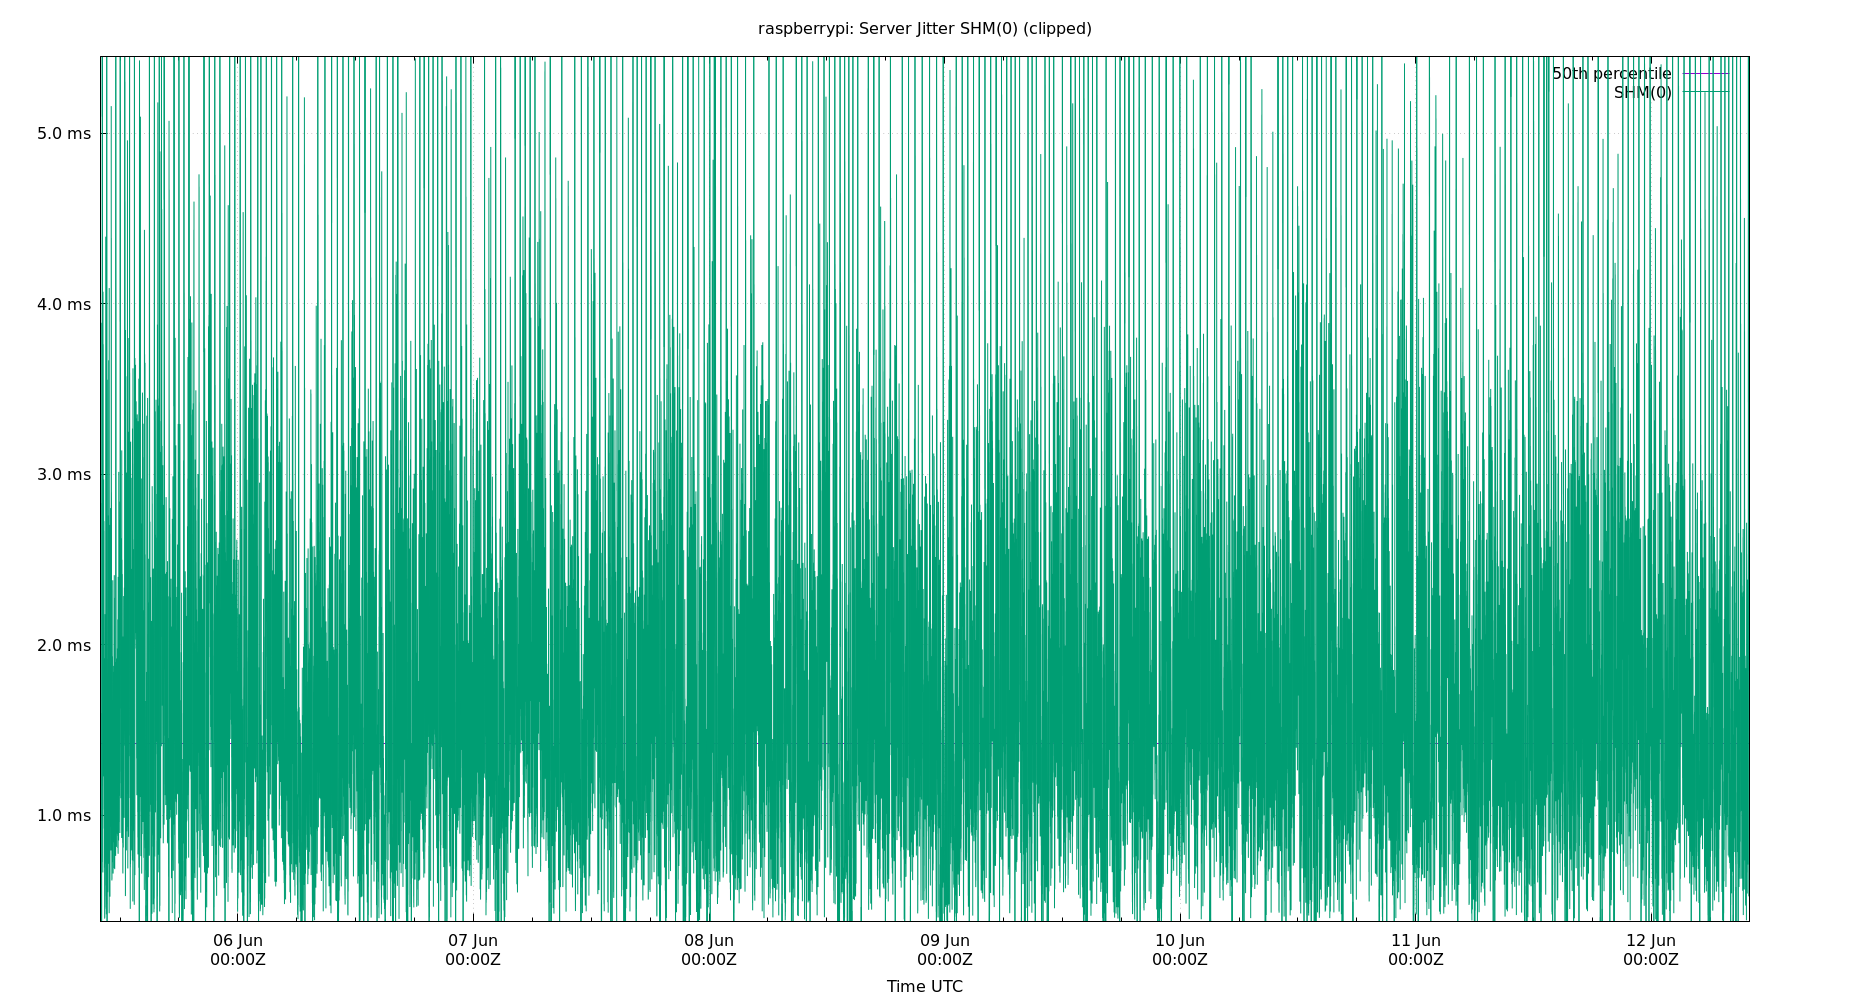 raspberrypi: Server Jitter SHM(0) (clipped)
50th percentile
SHM(0)
5.0 ms
4.0 ms
3.0 ms
2.0 ms
1.0 ms
06 Jun 07 Jun 08 Jun 09 Jun 10 Jun 11 Jun 12 Jun
00:00Z 00:00Z 00:00Z 00:00Z 00:00Z 00:00Z 00:00Z
Time UTC